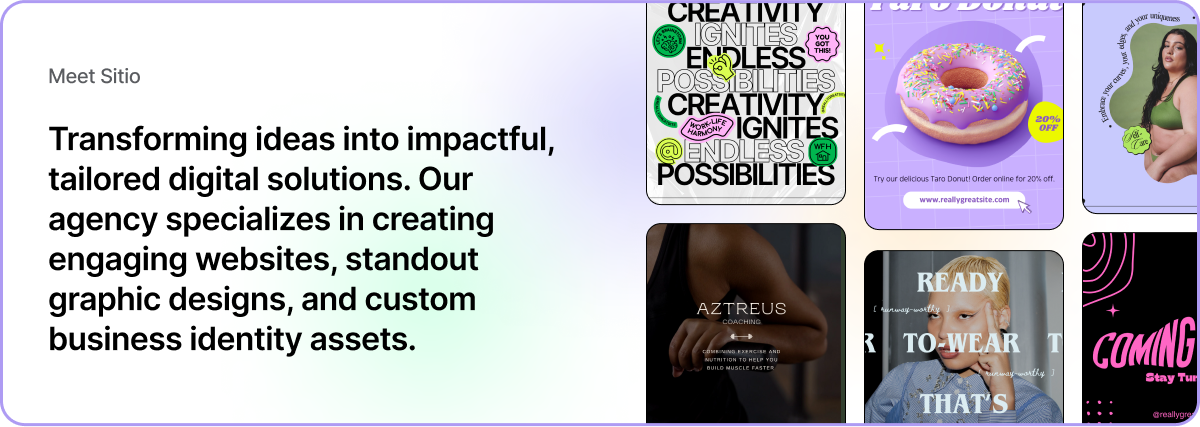 Meet Sitio
Transforming ideas into impactful,
tailored digital solutions. Our
agency specializes in creating
engaging websites, standout
graphic designs, and custom
business identity assets.
CREATIVITY
IGNITES
ENDLESS
POSSIBILITIES
CREATIVITY
IGNITES
ENDLESS
POSSIBILITIES
YOU
GOT
THIS!
WORK-LIFE
HARMONY
@
WFH
AZTREUS
COACHING
COMBINING EXERCISE AND
NUTRITION TO HELP YOU
BUILD MUSCLE FASTER
Taro Donut
20%
OFF
Try our delicious Taro Donut! Order online for 20% off.
www.reallygreatsite.com
READY
[ runway-worthy ]
R TO-WEAR T
runway-worthy ]
THAT'S
Embrace your curves, your edges, and your uniqueness
Self-
Care
COMING
Stay Tu
@reallygre